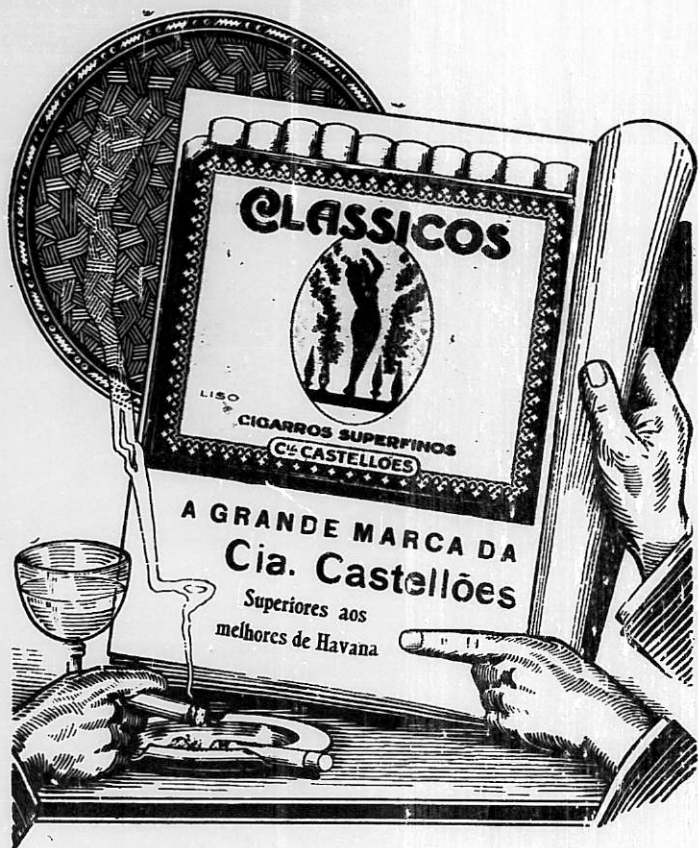 CLASSICOS
LISO
CIGARROS SUPERFINOS
Cia CASTELLÕES
A GRANDE MARCA DA
Cia. Castellões
Superiores aos
melhores de Havana